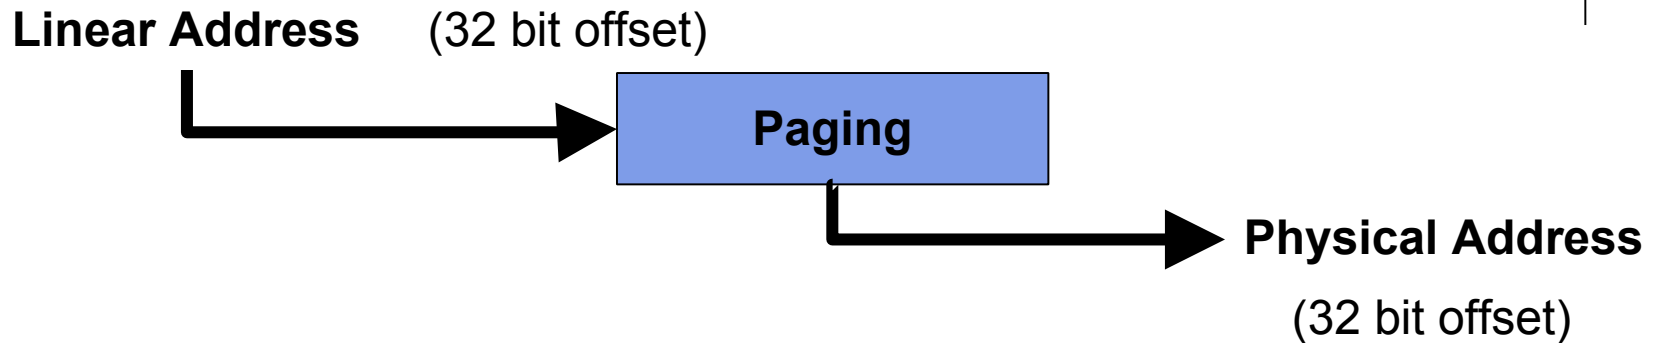 Linear Address (32 bit offset)
Paging
Physical Address
(32 bit offset)